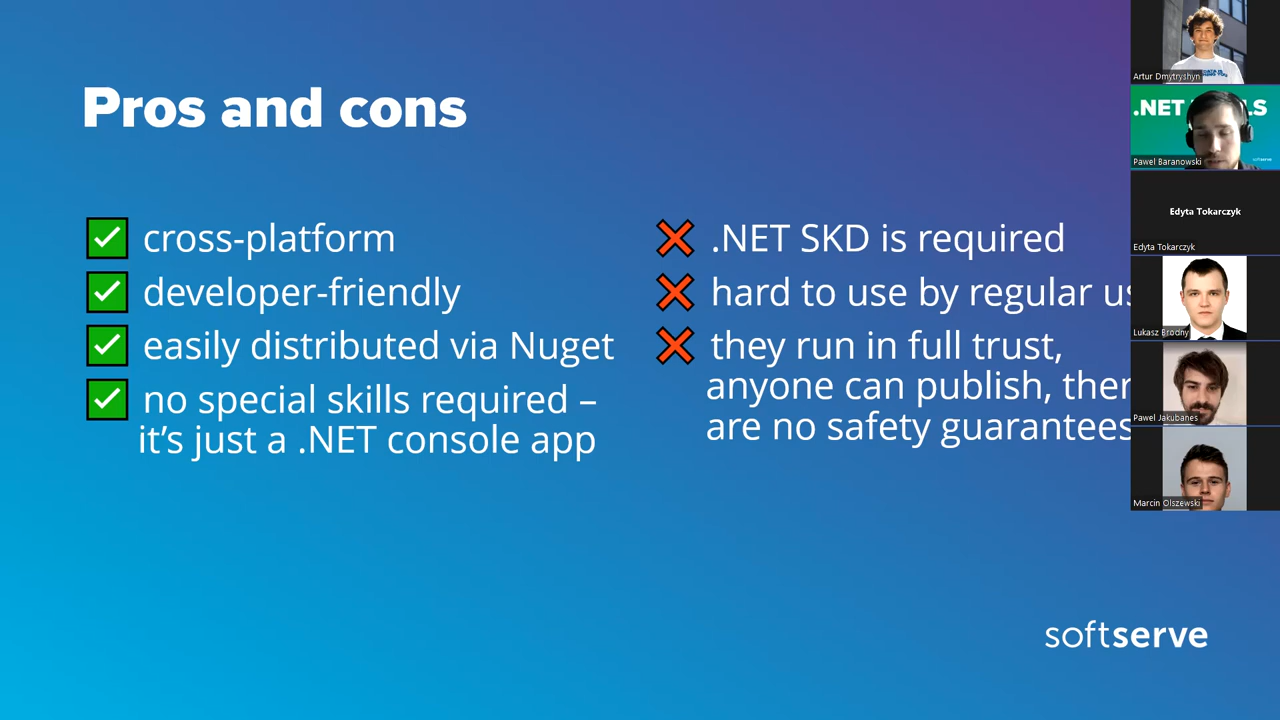 Pros and cons
cross-platform
developer-friendly
easily distributed via Nuget
no special skills required –
it's just a .NET console app
.NET SKD is required
hard to use by regular
they run in full trust,
anyone can publish,
are no safety guarantees
softserve
Artur Dmytryshyn
.NET
Pawel Baranowski
Edyta Tokarczyk
Edyta Tokarczyk
Lukasz Brodny
Pawel Jakubanes
Marcin Olszewski